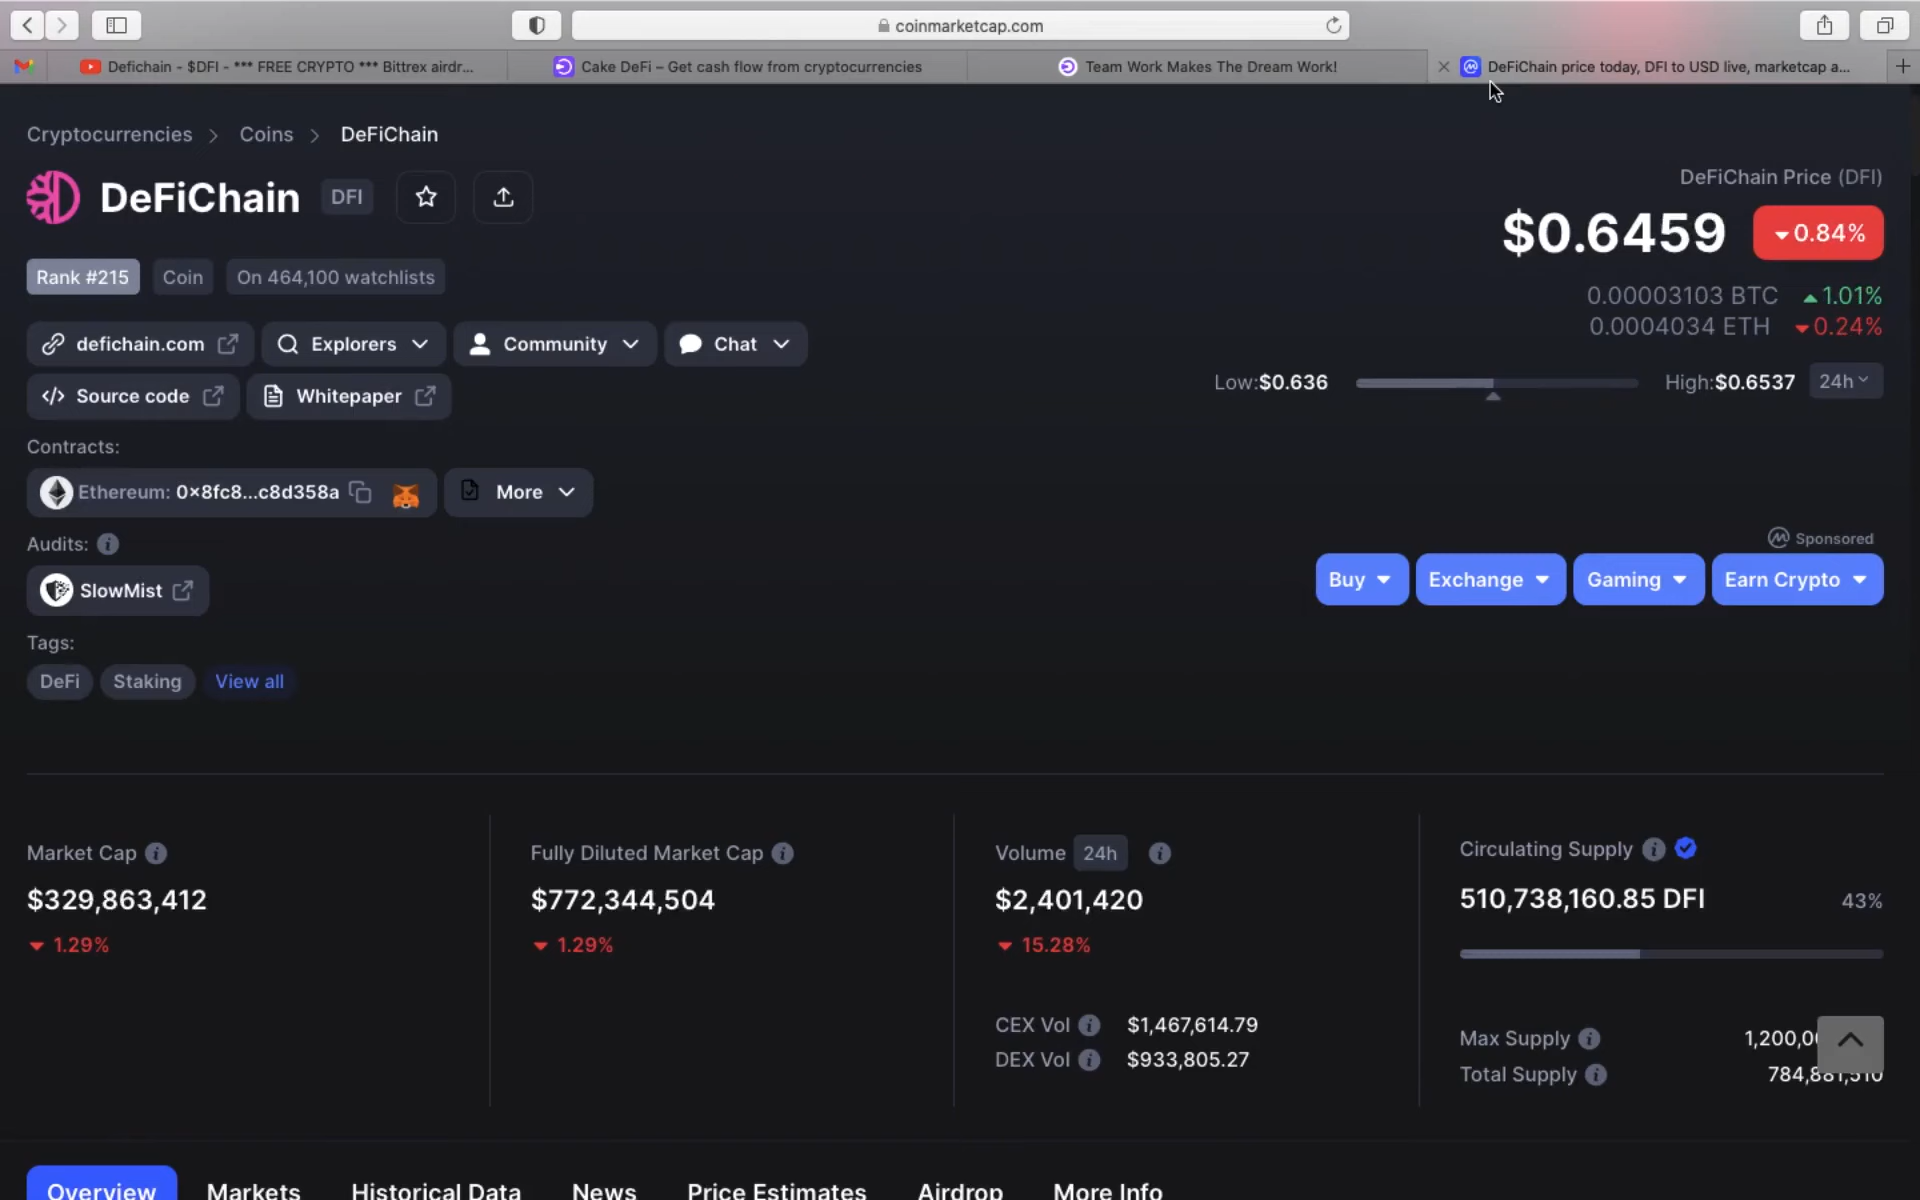 coinmarketcap.com
Defichain - $DFI - *** FREE CRYPTO *** Bittrex airdr...
Cake DeFi – Get cash flow from cryptocurrencies
Team Work Makes The Dream Work!
DeFiChain price today, DFI to USD live, marketcap a...
Cryptocurrencies > Coins > DeFiChain
DeFiChain DFI
Rank #215 Coin On 464,100 watchlists
defichain.com Explorers Community Chat
Source code Whitepaper
Contracts:
Ethereum: 0x8fc8...c8d358a More
Audits:
SlowMist
Tags:
DeFi Staking View all
DeFiChain Price (DFI)
$0.6459 0.84%
0.00003103 BTC 1.01%
0.0004034 ETH 0.24%
Low:$0.636 High:$0.6537 24h
Sponsored
Buy Exchange Gaming Earn Crypto
Market Cap
$329,863,412
1.29%
Fully Diluted Market Cap
$772,344,504
1.29%
Volume 24h
$2,401,420
15.28%
CEX Vol $1,467,614.79
DEX Vol $933,805.27
Circulating Supply
510,738,160.85 DFI 43%
Max Supply 1,200,0
Total Supply 784,881,510
Overview Markets Historical Data News Price Estimates Airdrop More Info